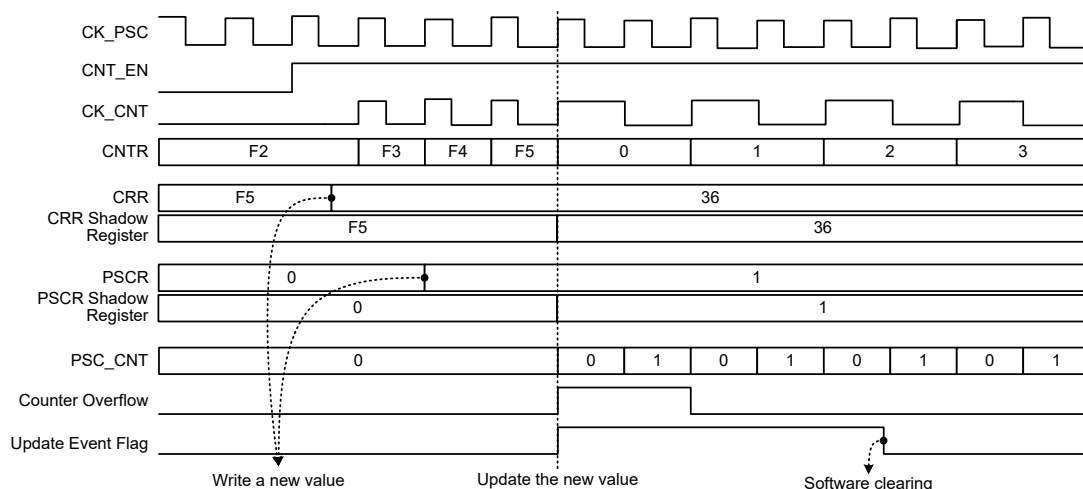 CK_PSC
CNT_EN
CK_CNT
CNTR F2 F3 F4 F5 0 1 2 3
CRR F5 36
CRR Shadow
Register F5 36
PSCR 0 1
PSCR Shadow
Register 0 1
PSC_CNT 0 0 1 0 1 0 1 0 1
Counter Overflow
Update Event Flag
Write a new value Update the new value Software clearing